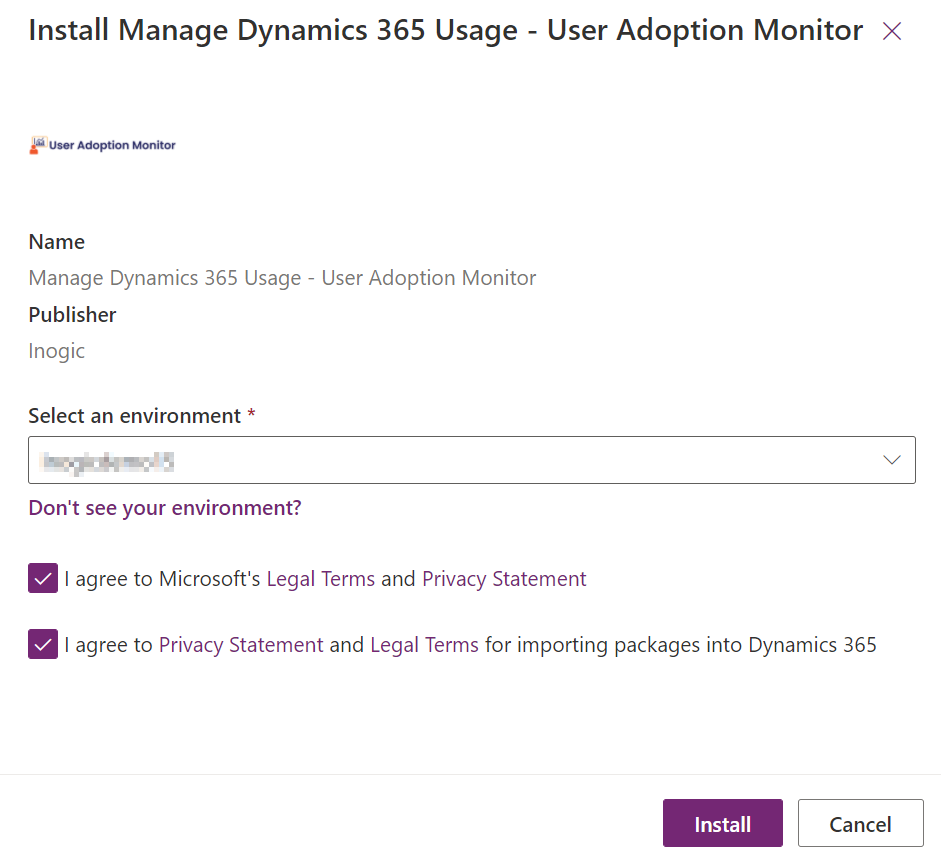 Install Manage Dynamics 365 Usage - User Adoption Monitor
User Adoption Monitor
Name
Manage Dynamics 365 Usage - User Adoption Monitor
Publisher
Inogic
Select an environment *
Don't see your environment?
I agree to Microsoft's Legal Terms and Privacy Statement
I agree to Privacy Statement and Legal Terms for importing packages into Dynamics 365
Install
Cancel